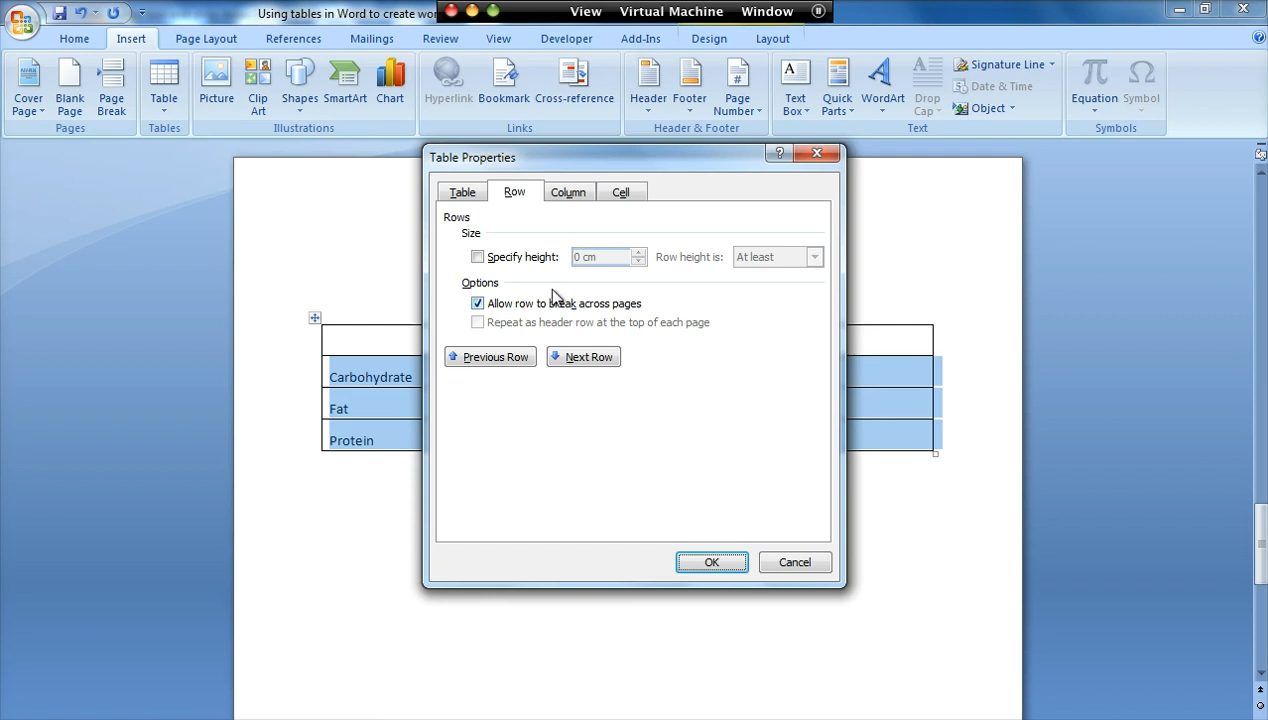 Using tables in Word to create wor
View Virtual Machine Window
Home Insert Page Layout References Mailings Review View Developer Add-Ins Design Layout
Cover Page
Blank Page
Page Break
Table
Picture
Clip Art
Shapes
SmartArt
Chart
Hyperlink
Bookmark
Cross-reference
Header
Footer
Page Number
Text Box
Quick Parts
WordArt
Drop Cap
Signature Line
Date & Time
Object
Equation
Symbol
Pages Tables Illustrations Links Header & Footer Text Symbols
Table Properties
Table Row Column Cell
Rows
Size
Specify height: 0 cm Row height is: At least
Options
Allow row to break across pages
Repeat as header row at the top of each page
Previous Row Next Row
Carbohydrate
Fat
Protein
OK Cancel